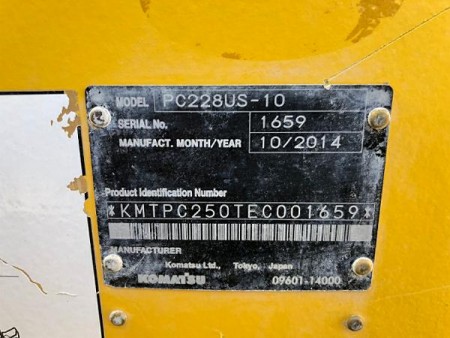 MODEL PC228US-10
SERIAL No. 1659
MANUFACT. MONTH/YEAR 10/2014
Product Identification Number
*KMTPC250TEC001659*
MANUFACTURER
Komatsu Ltd., Tokyo, Japan
KOMATSU 09601-14000